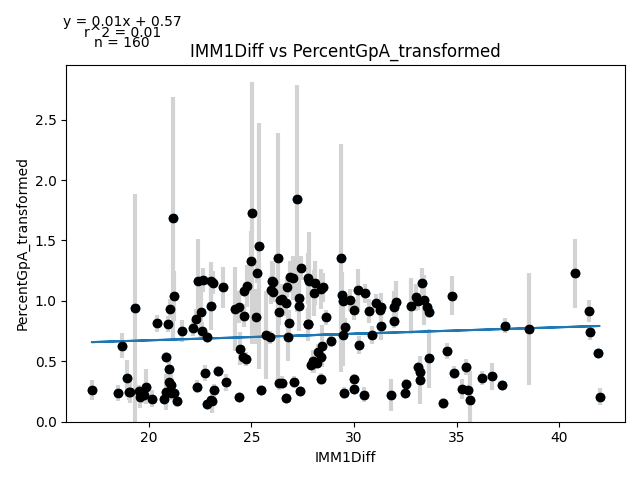 y = 0.01x + 0.57
r^2 = 0.01
n = 160
IMM1Diff vs PercentGpA_transformed
PercentGpA_transformed
2.5
2.0
1.5
1.0
0.5
0.0
20 25 30 35 40
IMM1Diff